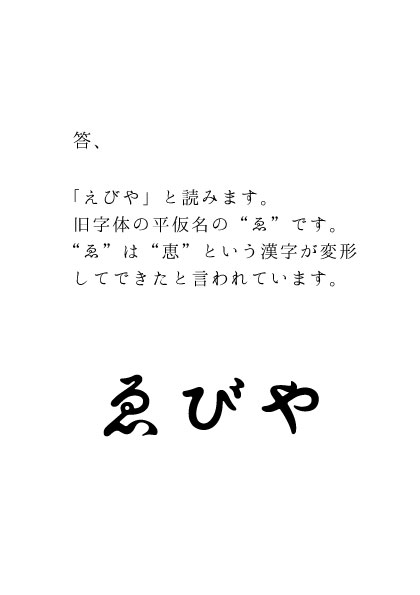 答、
「えびや」と読みます。
旧字体の平仮名の“ゑ”です。
“ゑ”は“恵”という漢字が変形
してできたと言われています。
ゑびや